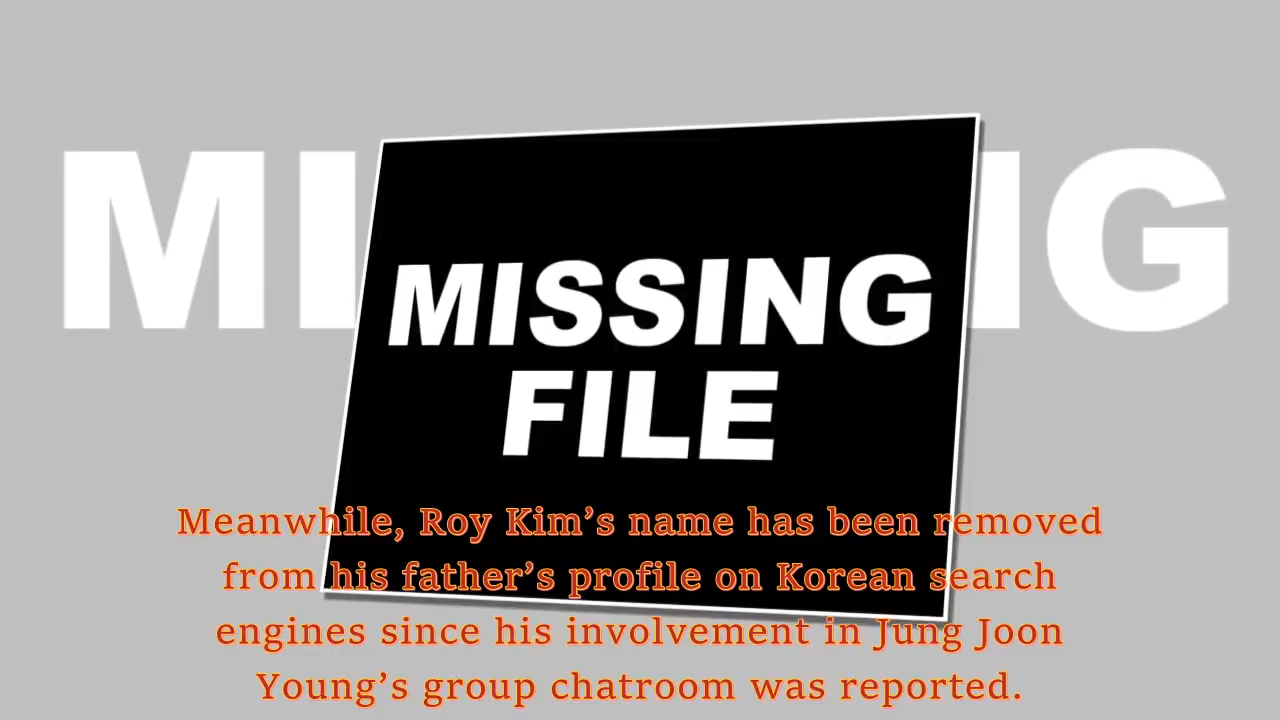 MISSING
FILE
Meanwhile, Roy Kim’s name has been removed
from his father’s profile on Korean search
engines since his involvement in Jung Joon
Young’s group chatroom was reported.